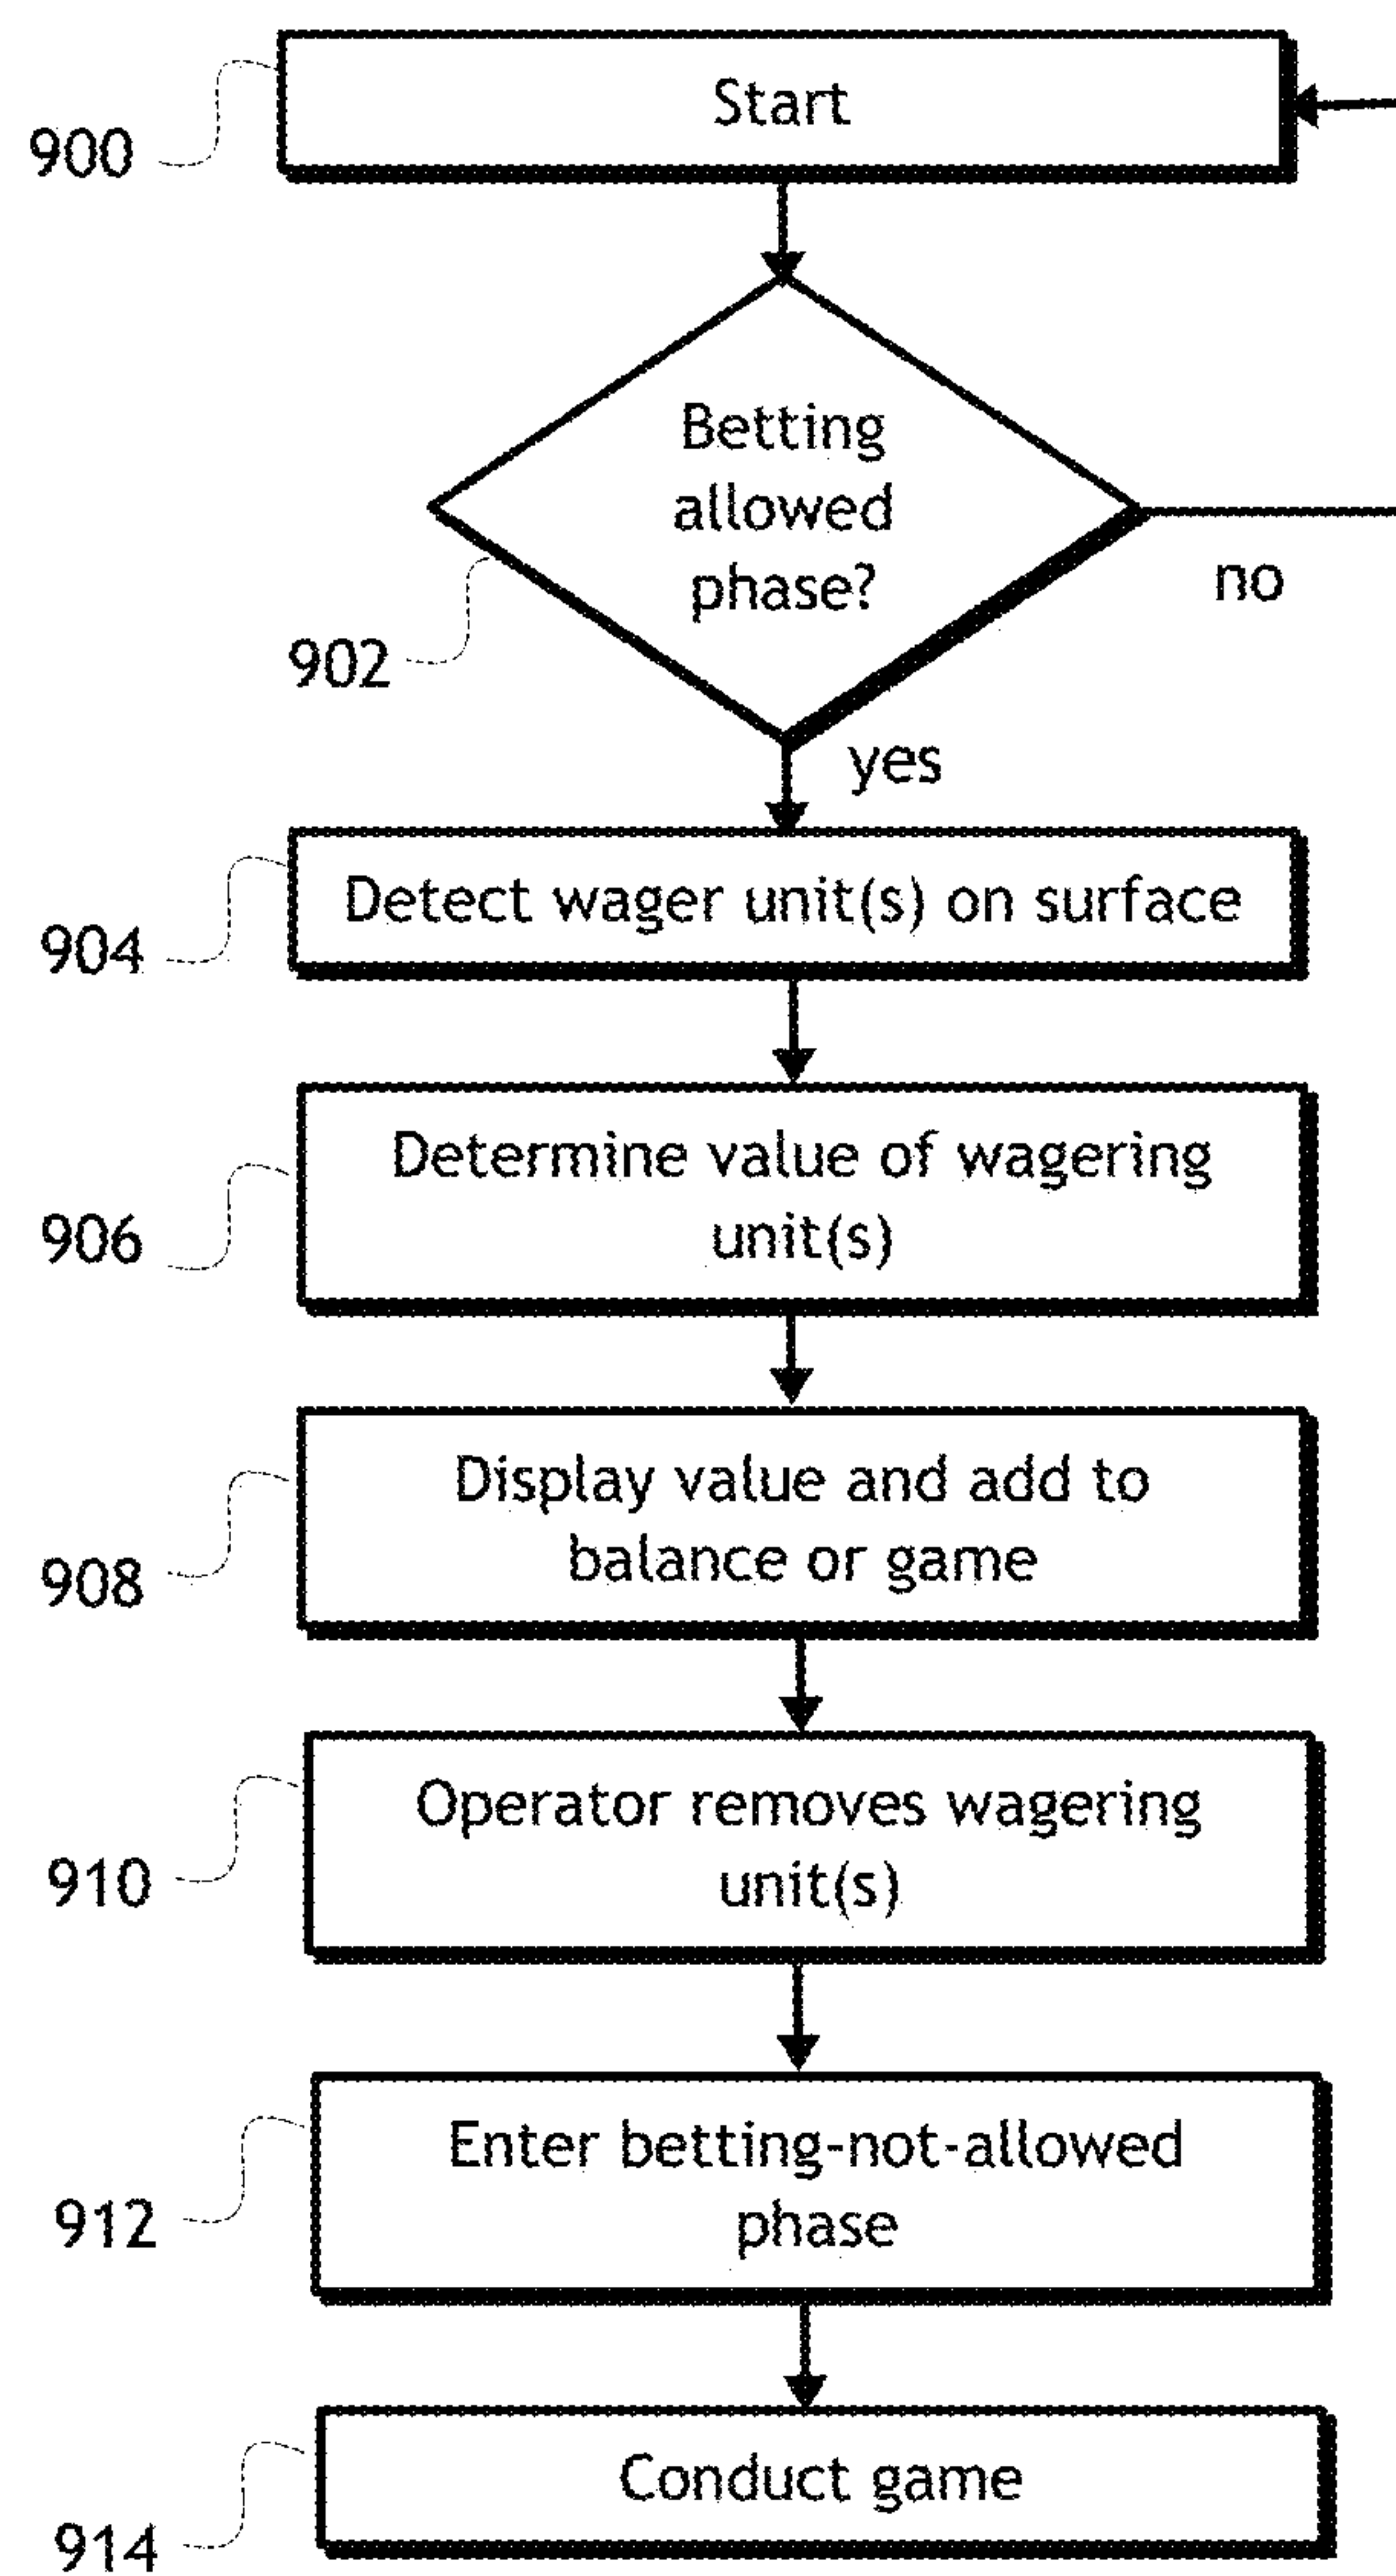 Start
900
Betting
allowed
phase?
no
902
yes
Detect wager unit(s) on surface
904
Determine value of wagering
unit(s)
906
Display value and add to
balance or game
908
Operator removes wagering
unit(s)
910
Enter betting-not-allowed
phase
912
Conduct game
914